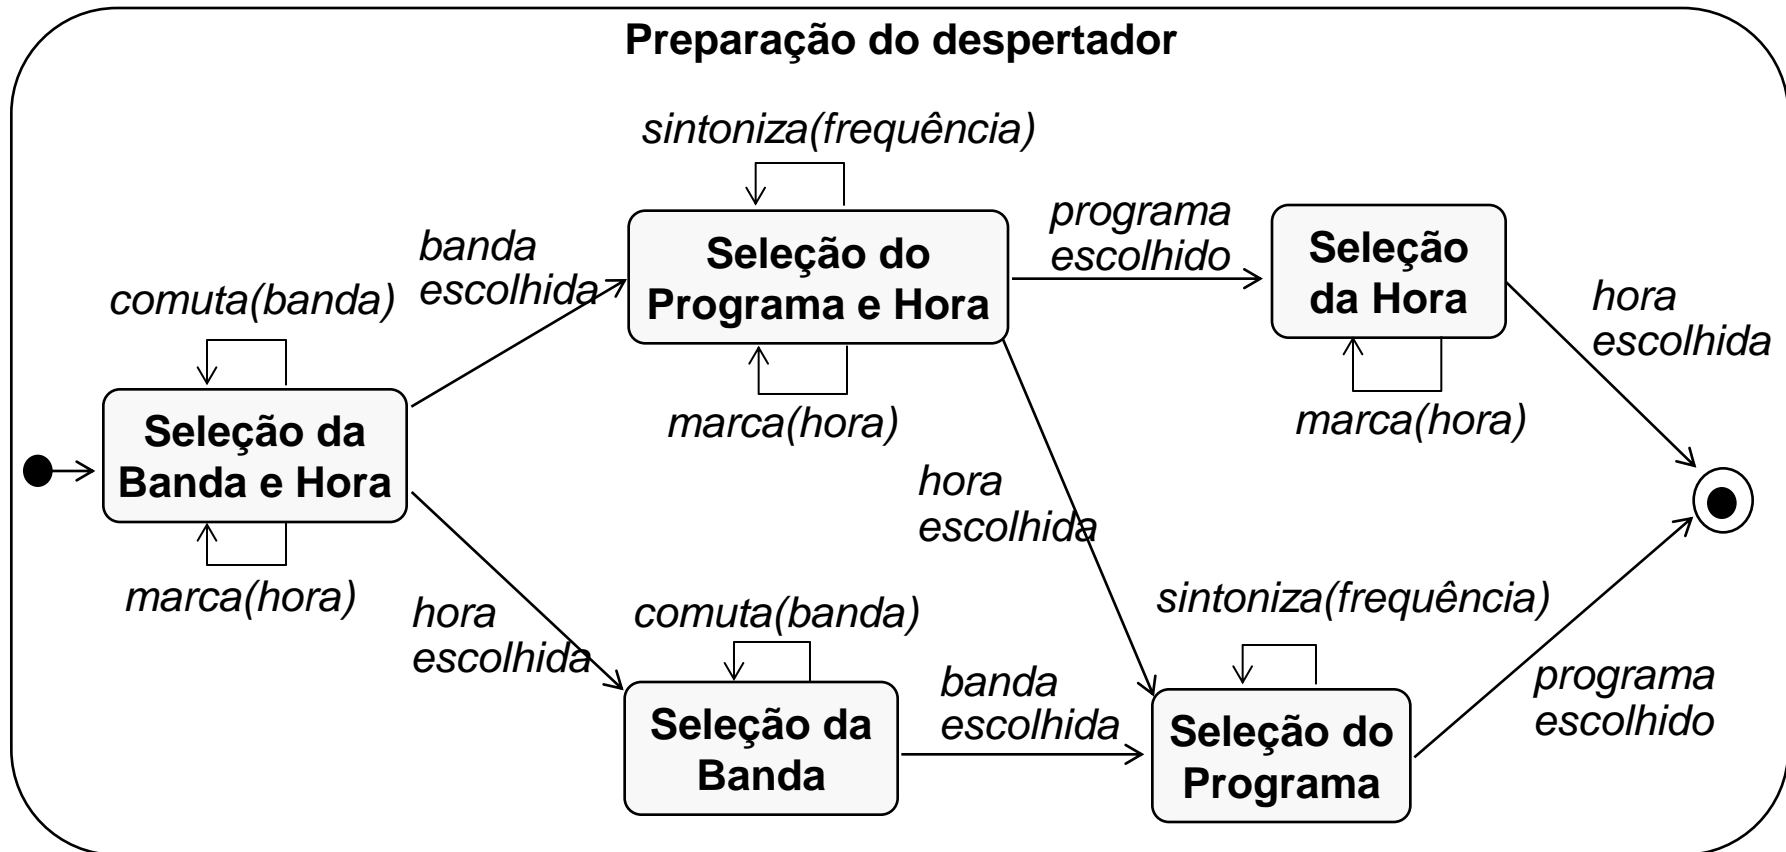 Preparação do despertador
sintoniza(frequência)
banda
escolhida
Seleção do
Programa e Hora
programa
escolhido
Seleção
da Hora
hora
escolhida
comuta(banda)
marca(hora)
marca(hora)
Seleção da
Banda e Hora
hora
escolhida
marca(hora)
hora
escolhida
comuta(banda)
sintoniza(frequência)
banda
escolhida
programa
escolhido
Seleção da
Banda
Seleção do
Programa